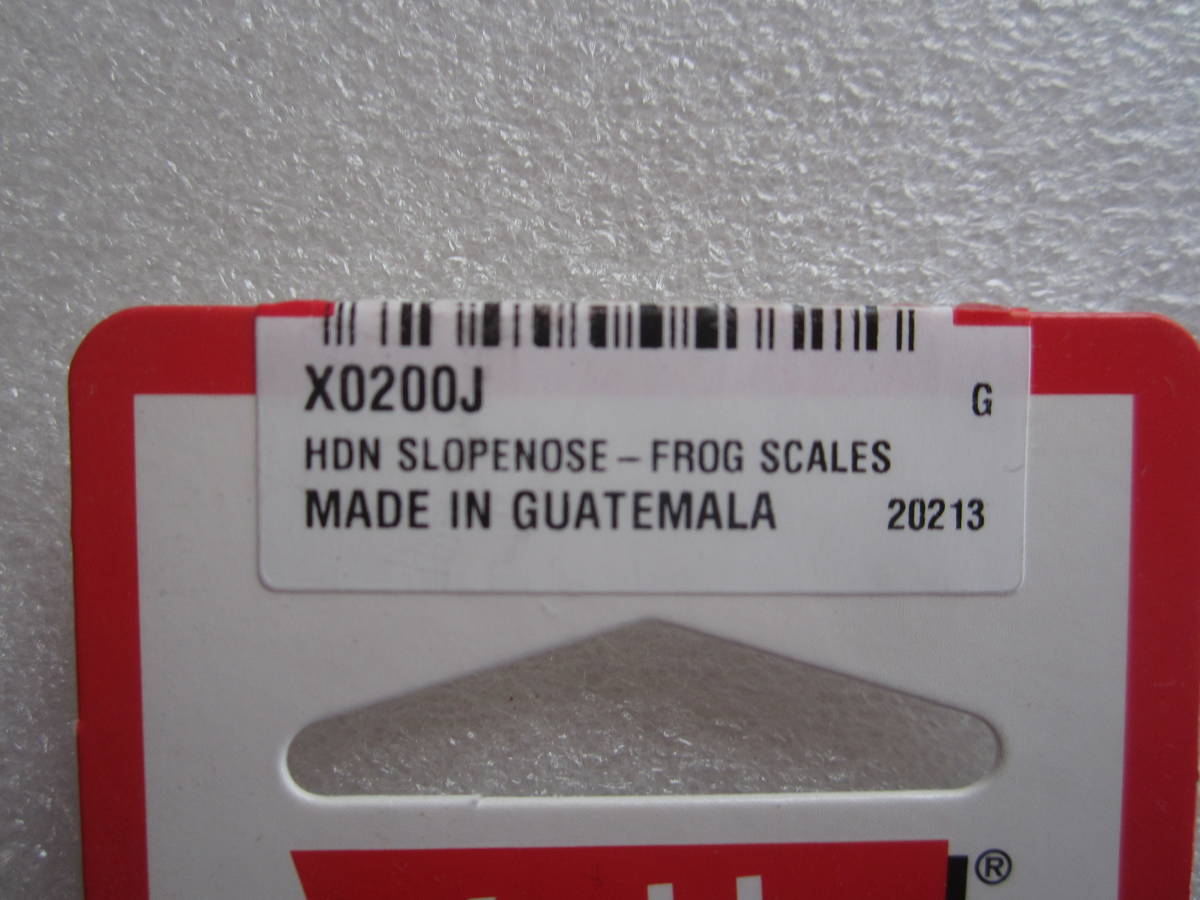 X0200J G
HDN SLOPENOSE – FROG SCALES
MADE IN GUATEMALA 20213
®